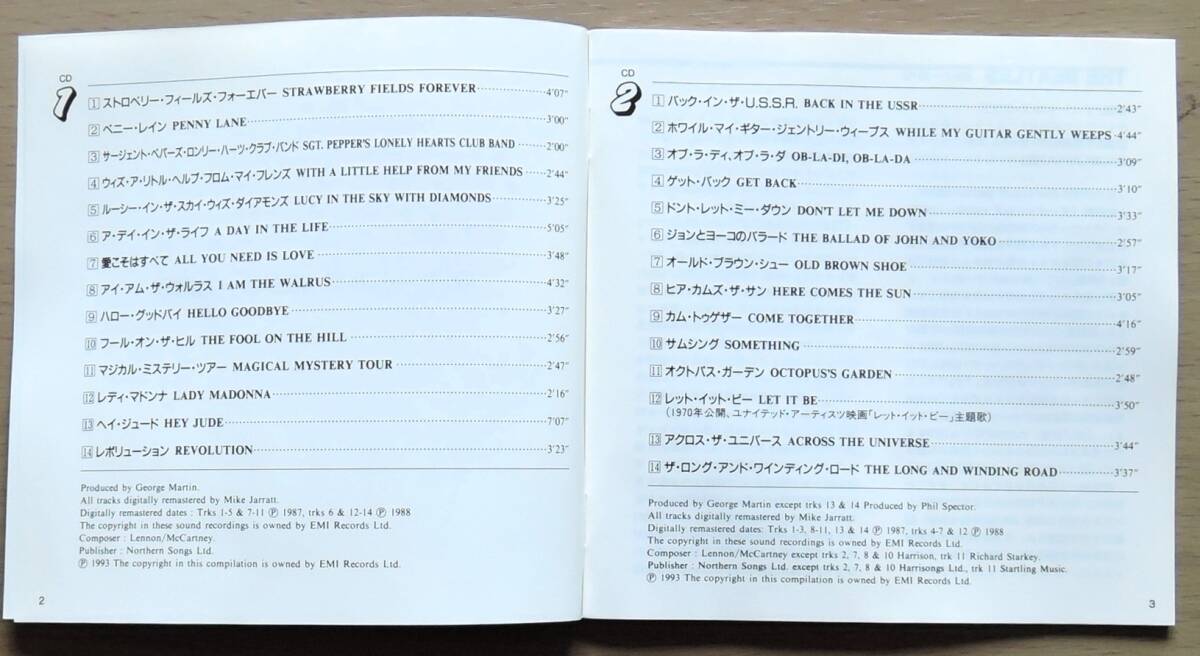 CD
1
1 ストロベリー・フィールズ・フォーエバー STRAWBERRY FIELDS FOREVER 4'07"
2 ペニー・レイン PENNY LANE 3'00"
3 サージェント・ペパーズ・ロンリー・ハーツ・クラブ・バンド SGT. PEPPER'S LONELY HEARTS CLUB BAND 2'00"
4 ウィズ・ア・リトル・ヘルプ・フロム・マイ・フレンズ WITH A LITTLE HELP FROM MY FRIENDS 2'44"
5 ルーシー・イン・ザ・スカイ・ウィズ・ダイアモンズ LUCY IN THE SKY WITH DIAMONDS 3'25"
6 ア・デイ・イン・ザ・ライフ A DAY IN THE LIFE 5'05"
7 愛こそはすべて ALL YOU NEED IS LOVE 3'48"
8 アイ・アム・ザ・ウォルラス I AM THE WALRUS 4'32"
9 ハロー・グッドバイ HELLO GOODBYE 3'27"
10 フール・オン・ザ・ヒル THE FOOL ON THE HILL 2'56"
11 マジカル・ミステリー・ツアー MAGICAL MYSTERY TOUR 2'47"
12 レディ・マドンナ LADY MADONNA 2'16"
13 ヘイ・ジュード HEY JUDE 7'07"
14 レボリューション REVOLUTION 3'23"
Produced by George Martin.
All tracks digitally remastered by Mike Jarratt.
Digitally remastered dates : Trks 1-5 & 7-11 Ⓟ 1987, trks 6 & 12-14 Ⓟ 1988
The copyright in these sound recordings is owned by EMI Records Ltd.
Composer : Lennon/McCartney.
Publisher : Northern Songs Ltd.
Ⓟ 1993 The copyright in this compilation is owned by EMI Records Ltd.
2
CD
2
1 バック・イン・ザ・U.S.S.R. BACK IN THE USSR 2'43"
2 ホワイル・マイ・ギター・ジェントリー・ウィープス WHILE MY GUITAR GENTLY WEEPS 4'44"
3 オブ・ラ・ディ、オブ・ラ・ダ OB-LA-DI, OB-LA-DA 3'09"
4 ゲット・バック GET BACK 3'10"
5 ドント・レット・ミー・ダウン DON'T LET ME DOWN 3'33"
6 ジョンとヨーコのバラード THE BALLAD OF JOHN AND YOKO 2'57"
7 オールド・ブラウン・シュー OLD BROWN SHOE 3'17"
8 ヒア・カムズ・ザ・サン HERE COMES THE SUN 3'05"
9 カム・トゥゲザー COME TOGETHER 4'16"
10 サムシング SOMETHING 2'59"
11 オクトパス・ガーデン OCTOPUS'S GARDEN 2'48"
12 レット・イット・ビー LET IT BE 3'50"
(1970年公開、ユナイテッド・アーティスツ映画「レット・イット・ビー」主題歌)
13 アクロス・ザ・ユニバース ACROSS THE UNIVERSE 3'44"
14 ザ・ロング・アンド・ワインディング・ロード THE LONG AND WINDING ROAD 3'37"
Produced by George Martin except trks 13 & 14 Produced by Phil Spector.
All tracks digitally remastered by Mike Jarratt.
Digitally remastered dates: Trks 1-3, 8-11, 13 & 14 Ⓟ 1987, trks 4-7 & 12 Ⓟ 1988
The copyright in these sound recordings is owned by EMI Records Ltd.
Composer : Lennon/McCartney except trks 2, 7, 8 & 10 Harrison, trk 11 Richard Starkey.
Publisher : Northern Songs Ltd. except trks 2, 7, 8 & 10 Harrisongs Ltd., trk 11 Startling Music.
Ⓟ 1993 The copyright in this compilation is owned by EMI Records Ltd.
3